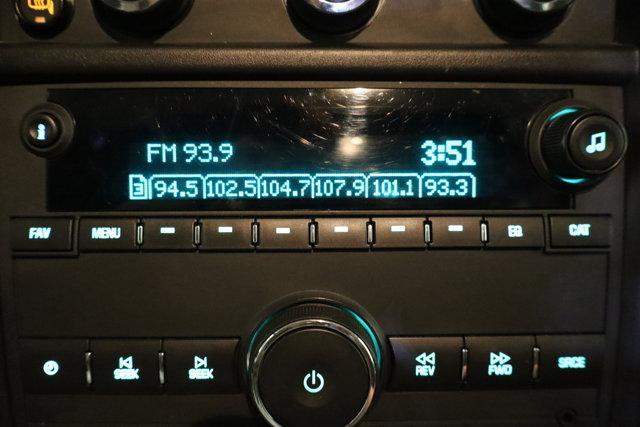 FM 93.9 3:51
3 94.5 102.5 104.7 107.9 101.1 93.3
FAV MENU EQ CAT
SEEK SEEK REV FWD SRCE